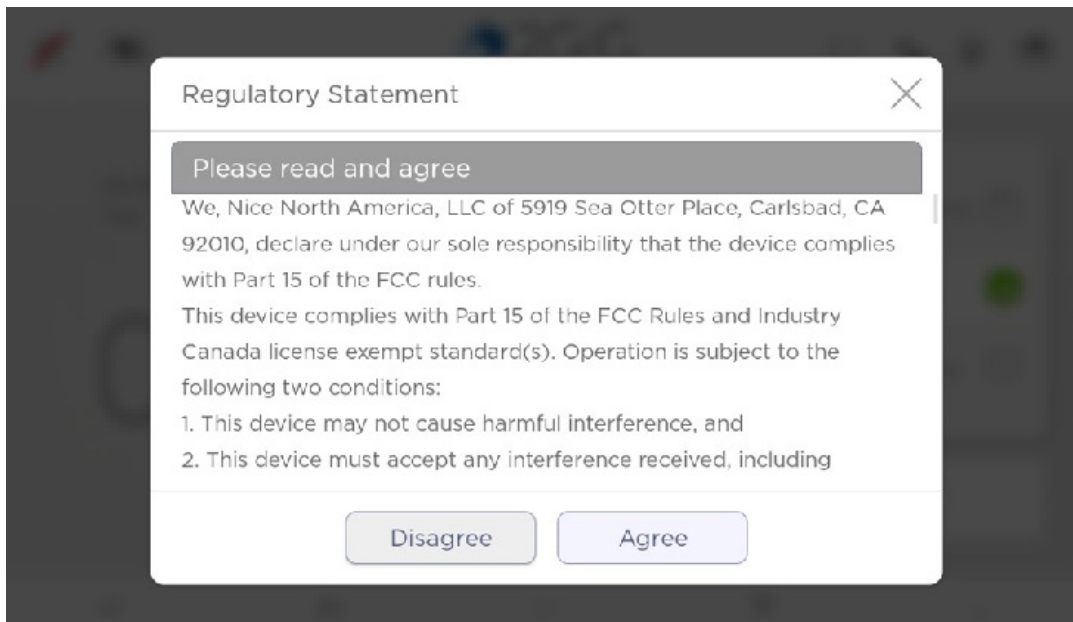 Regulatory Statement
Please read and agree
We, Nice North America, LLC of 5919 Sea Otter Place, Carlsbad, CA
92010, declare under our sole responsibility that the device complies
with Part 15 of the FCC rules.
This device complies with Part 15 of the FCC Rules and Industry
Canada license exempt standard(s). Operation is subject to the
following two conditions:
1. This device may not cause harmful interference, and
2. This device must accept any interference received, including
Disagree
Agree